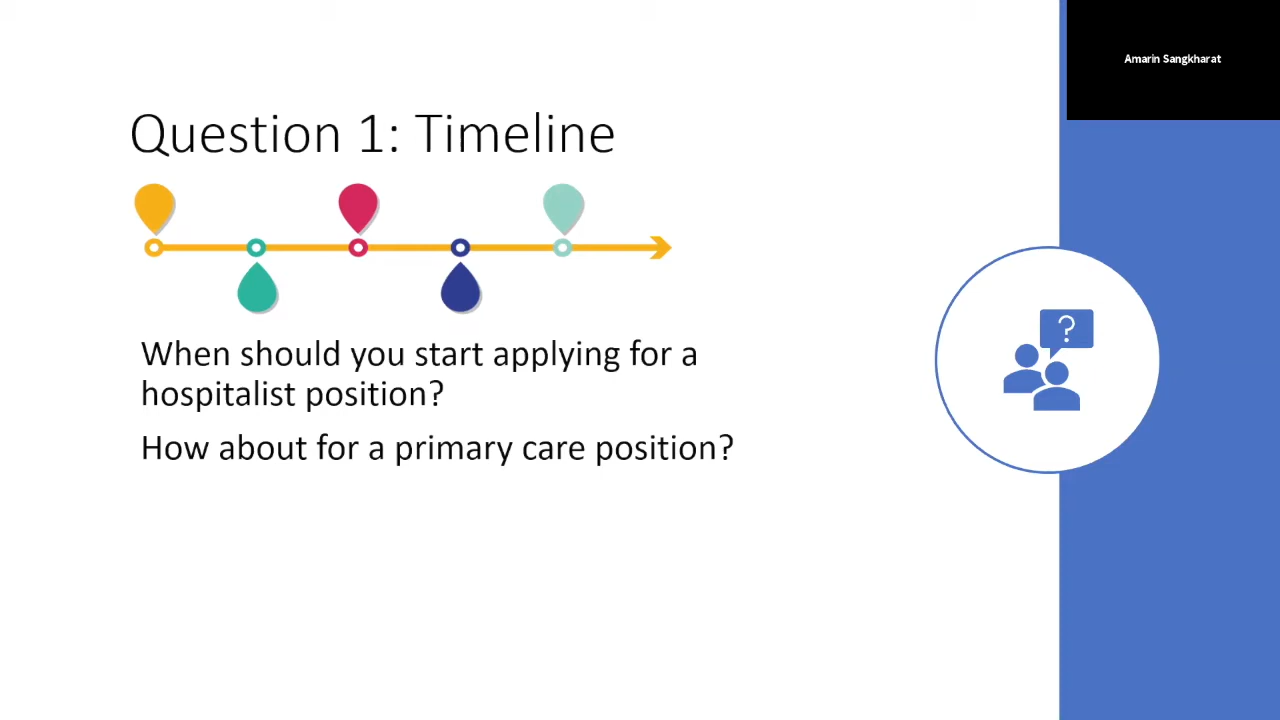 Amarin Sangkharat
Question 1: Timeline
When should you start applying for a
hospitalist position?
How about for a primary care position?
?